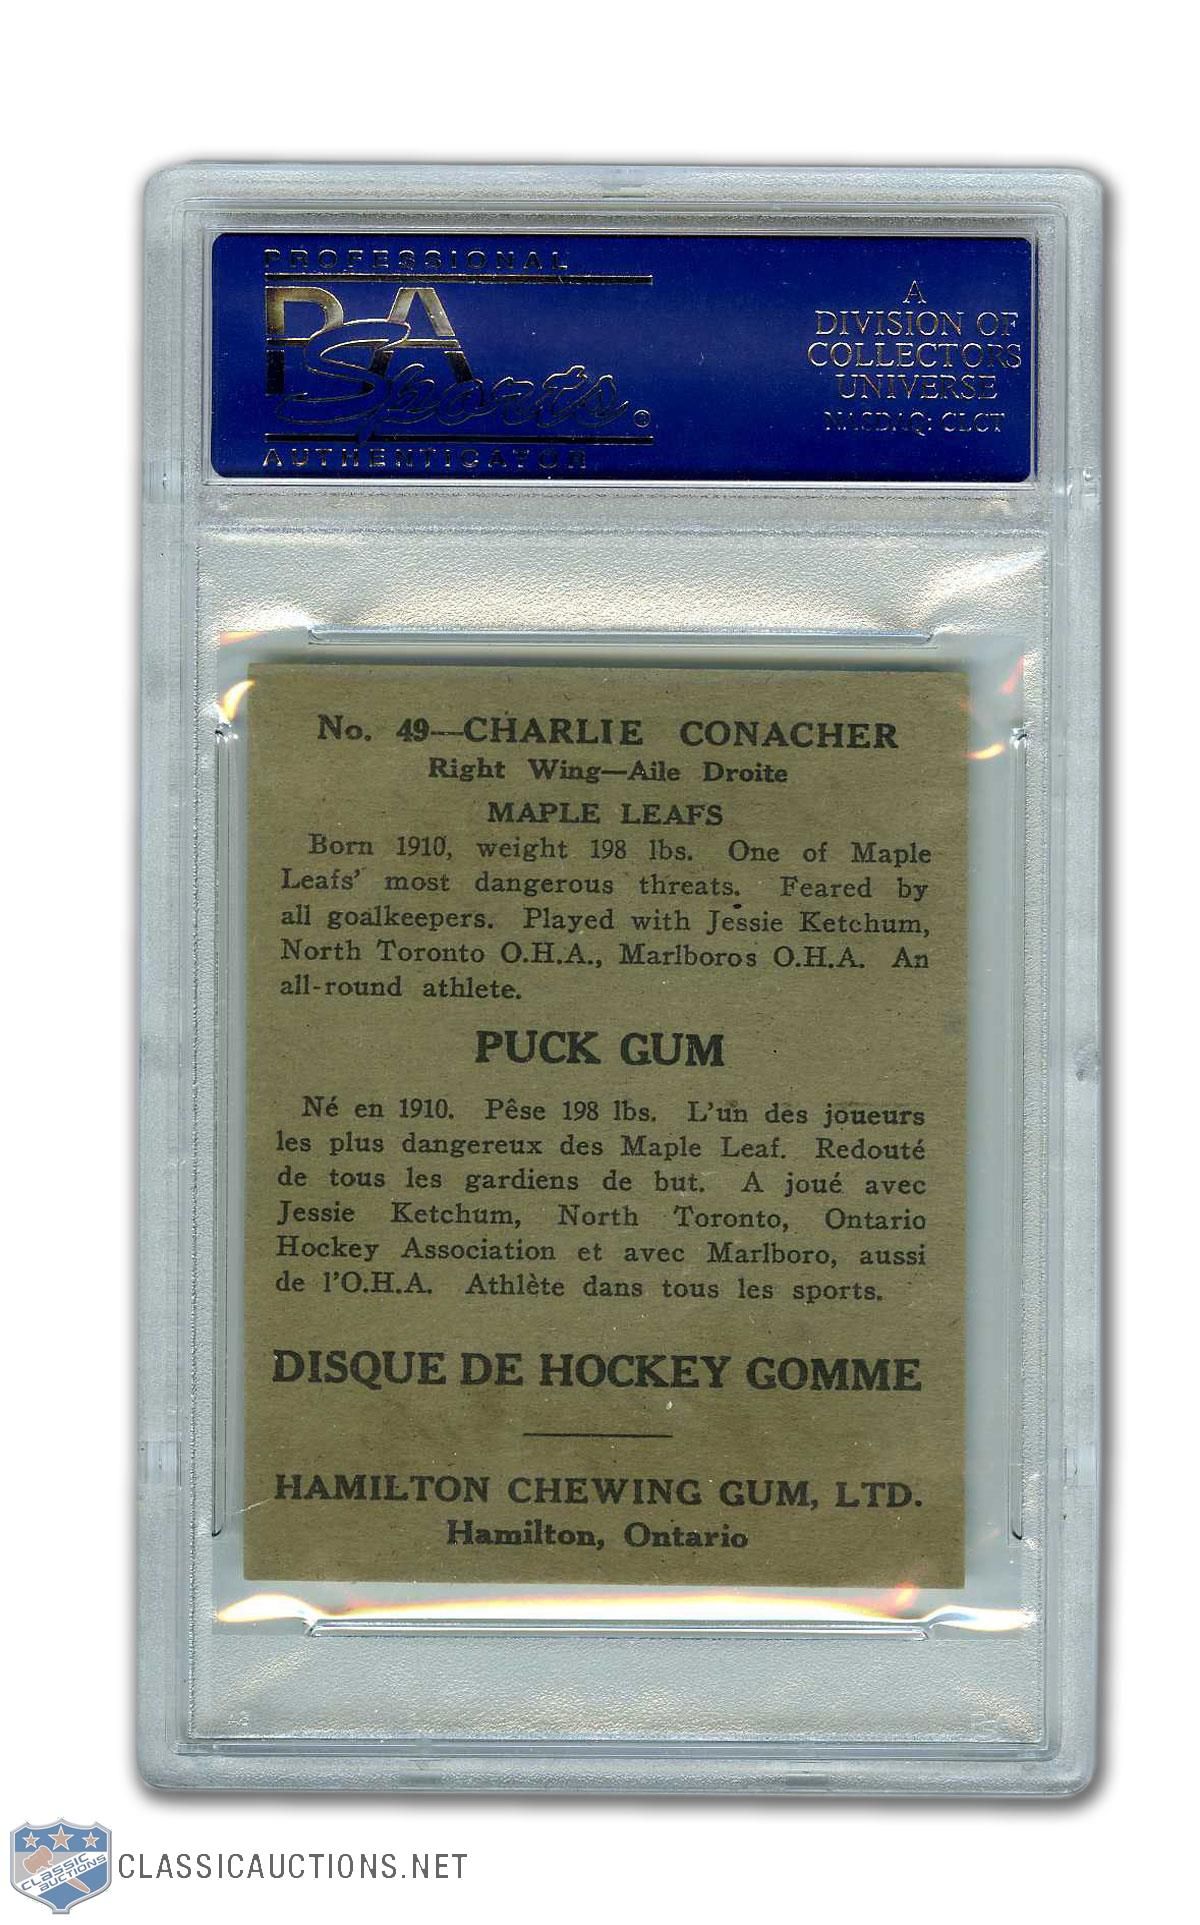 PROFESSIONAL
PSA
Sports®
AUTHENTICATOR
A
DIVISION OF
COLLECTORS
UNIVERSE
NASDAQ: CLCT
No. 49—CHARLIE CONACHER
Right Wing—Aile Droite
MAPLE LEAFS
Born 1910, weight 198 lbs. One of Maple
Leafs' most dangerous threats. Feared by
all goalkeepers. Played with Jessie Ketchum,
North Toronto O.H.A., Marlboros O.H.A. An
all-round athlete.
PUCK GUM
Né en 1910. Pêse 198 lbs. L'un des joueurs
les plus dangereux des Maple Leaf. Redouté
de tous les gardiens de but. A joué avec
Jessie Ketchum, North Toronto, Ontario
Hockey Association et avec Marlboro, aussi
de l'O.H.A. Athlète dans tous les sports.
DISQUE DE HOCKEY GOMME
HAMILTON CHEWING GUM, LTD.
Hamilton, Ontario
CLASSIC
AUCTIONS
CLASSICAUCTIONS.NET